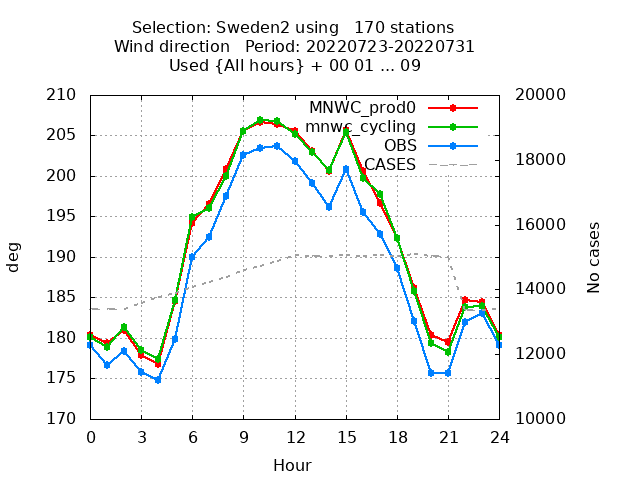 Selection: Sweden2 using   170 stations
Wind direction   Period: 20220723-20220731
Used {All hours} + 00 01 ... 09
MNWC_prod0
mnwc_cycling
OBS
CASES
210
205
200
195
190
185
180
175
170
20000
18000
16000
14000
12000
10000
deg
No cases
0 3 6 9 12 15 18 21 24
Hour